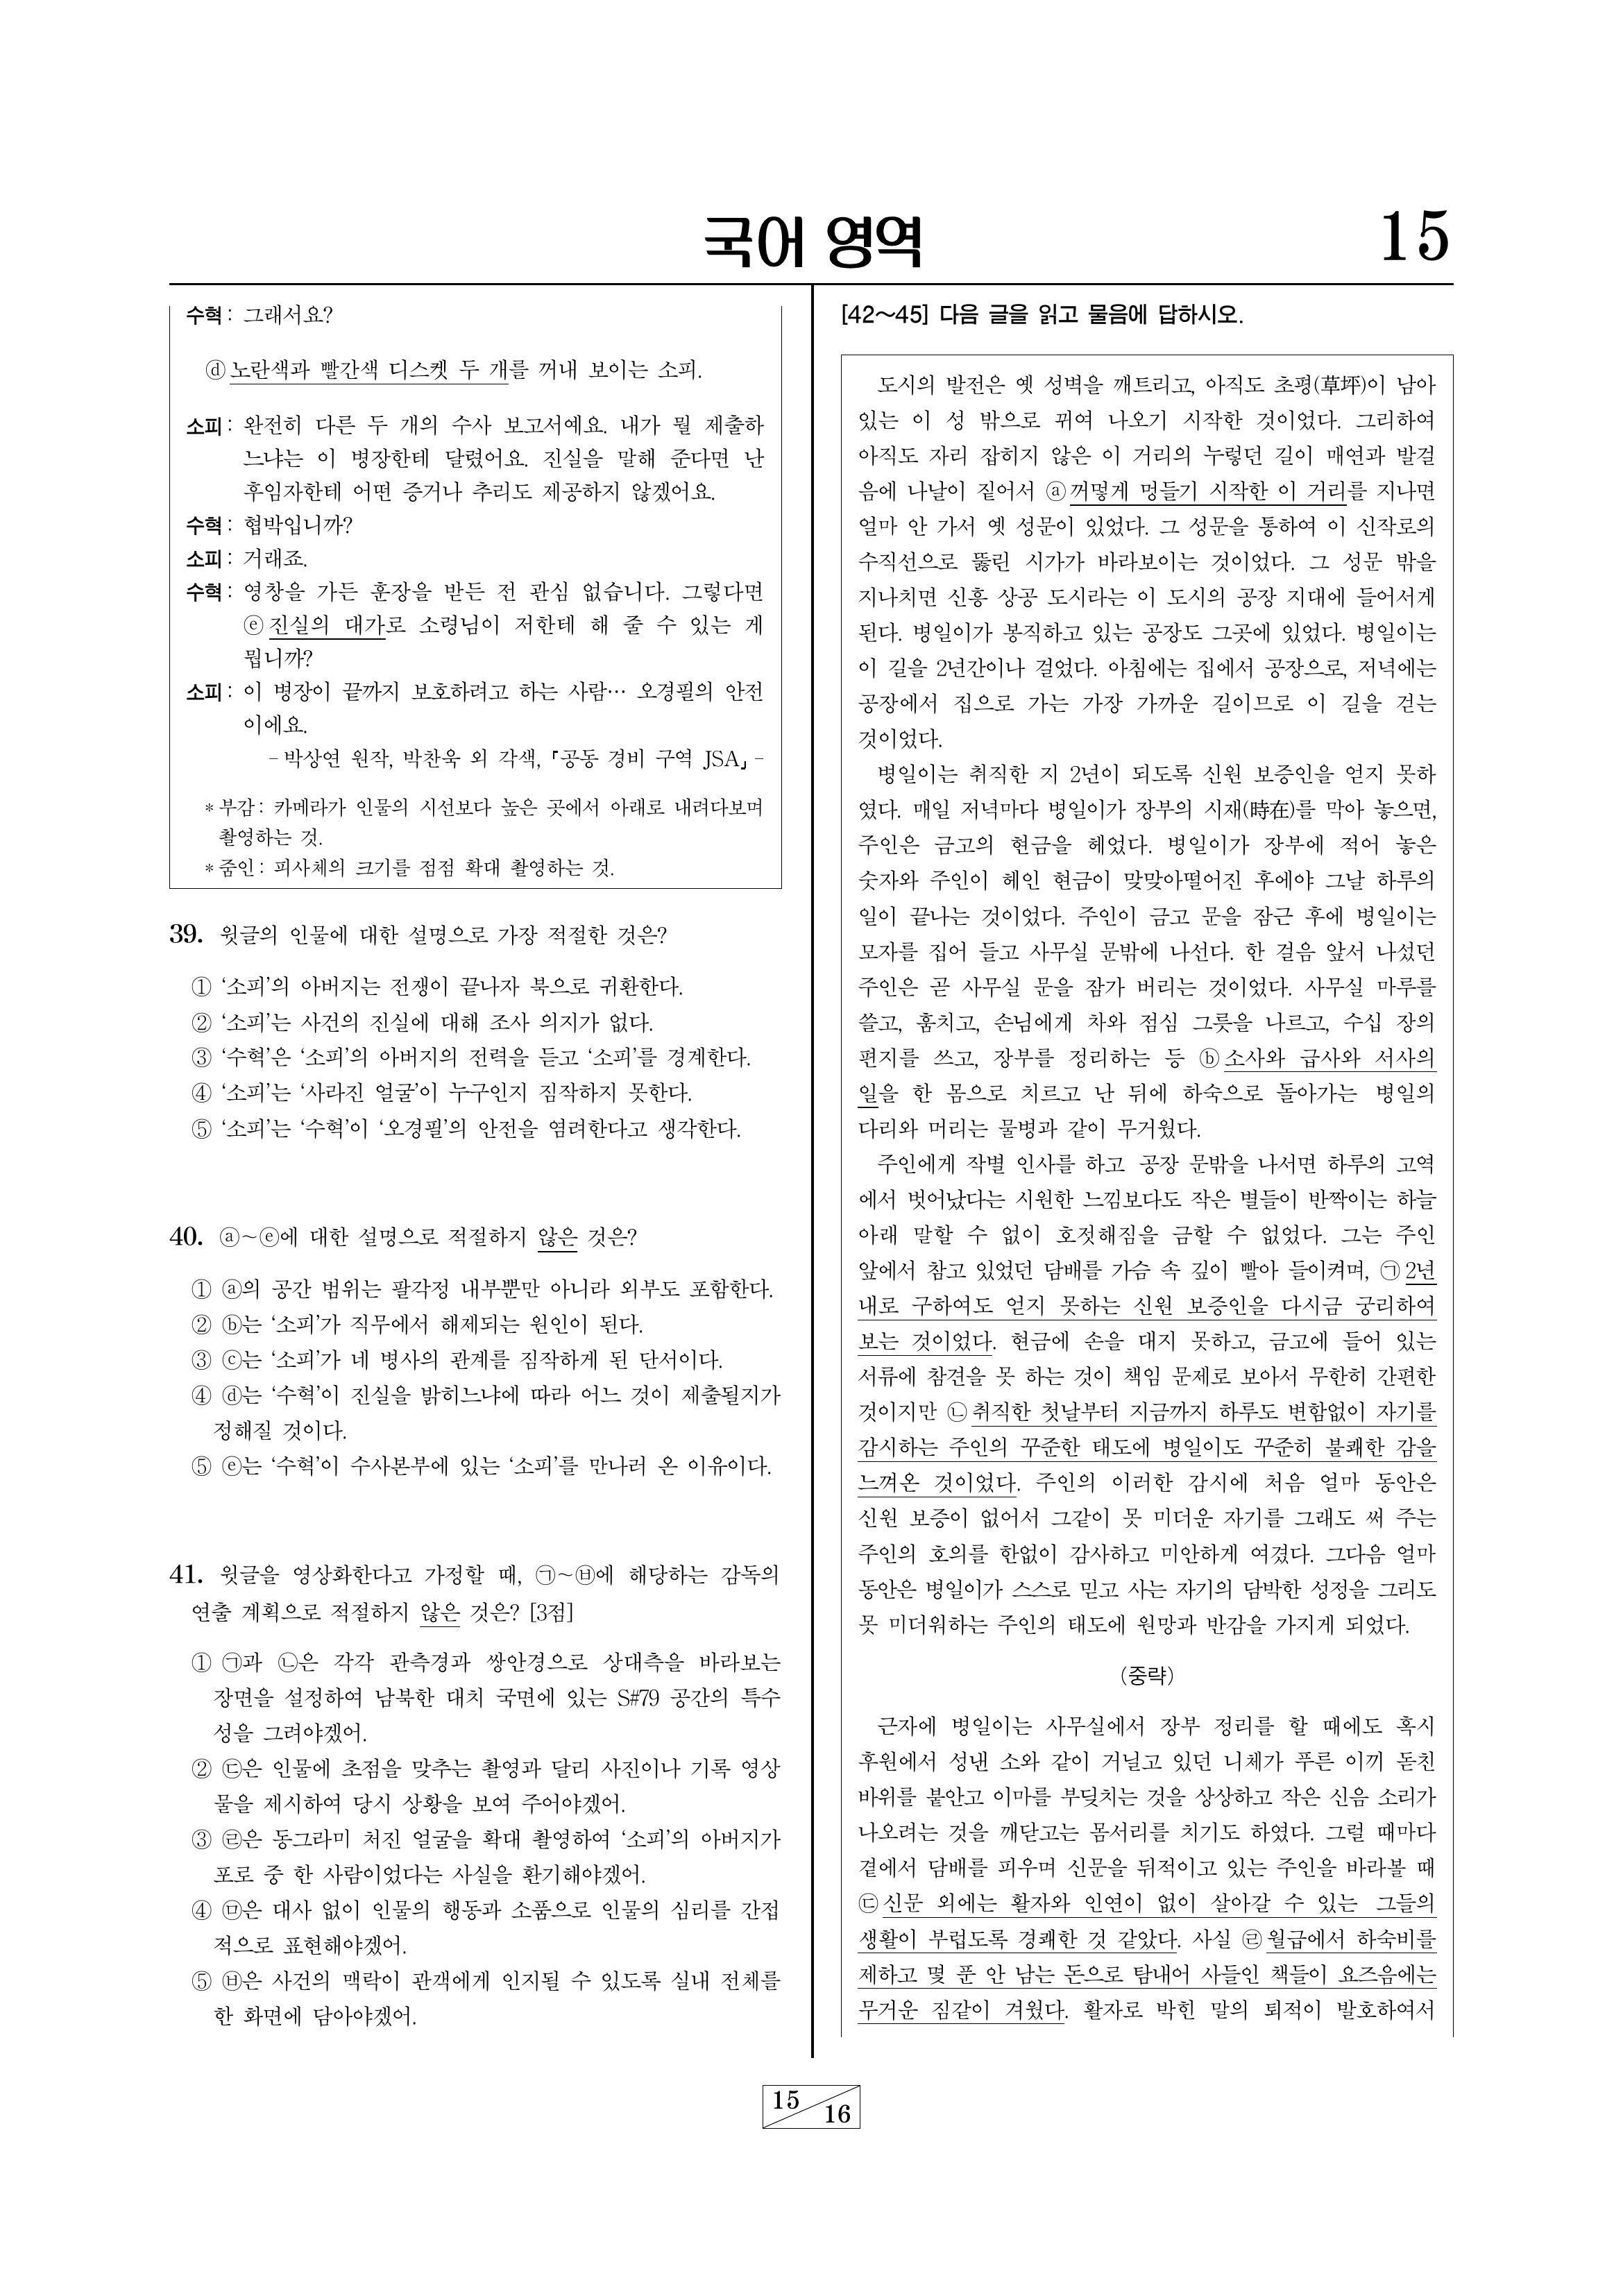 국어 영역
15
수혁 : 그래서요?
ⓓ 노란색과 빨간색 디스켓 두 개를 꺼내 보이는 소피.
소피 : 완전히 다른 두 개의 수사 보고서예요. 내가 뭘 제출하
느냐는 이 병장한테 달렸어요. 진실을 말해 준다면 난
후임자한테 어떤 증거나 추리도 제공하지 않겠어요.
수혁 : 협박입니까?
소피 : 거래죠.
수혁 : 영창을 가든 훈장을 받든 전 관심 없습니다. 그렇다면
ⓔ 진실의 대가로 소령님이 저한테 해 줄 수 있는 게
뭡니까?
소피 : 이 병장이 끝까지 보호하려고 하는 사람… 오경필의 안전
이에요.
- 박상연 원작, 박찬욱 외 각색, 「공동 경비 구역 JSA」 -
* 부감 : 카메라가 인물의 시선보다 높은 곳에서 아래로 내려다보며
촬영하는 것.
* 줌인 : 피사체의 크기를 점점 확대 촬영하는 것.
39. 윗글의 인물에 대한 설명으로 가장 적절한 것은?
① ‘소피’의 아버지는 전쟁이 끝나자 북으로 귀환한다.
② ‘소피’는 사건의 진실에 대해 조사 의지가 없다.
③ ‘수혁’은 ‘소피’의 아버지의 전력을 듣고 ‘소피’를 경계한다.
④ ‘소피’는 ‘사라진 얼굴’이 누구인지 짐작하지 못한다.
⑤ ‘소피’는 ‘수혁’이 ‘오경필’의 안전을 염려한다고 생각한다.
40. ⓐ~ⓔ에 대한 설명으로 적절하지 않은 것은?
① ⓐ의 공간 범위는 팔각정 내부뿐만 아니라 외부도 포함한다.
② ⓑ는 ‘소피’가 직무에서 해제되는 원인이 된다.
③ ⓒ는 ‘소피’가 네 병사의 관계를 짐작하게 된 단서이다.
④ ⓓ는 ‘수혁’이 진실을 밝히느냐에 따라 어느 것이 제출될지가
정해질 것이다.
⑤ ⓔ는 ‘수혁’이 수사본부에 있는 ‘소피’를 만나러 온 이유이다.
41. 윗글을 영상화한다고 가정할 때, ㉠~㉥에 해당하는 감독의
연출 계획으로 적절하지 않은 것은? [3점]
① ㉠과 ㉡은 각각 관측경과 쌍안경으로 상대측을 바라보는
장면을 설정하여 남북한 대치 국면에 있는 S#79 공간의 특수
성을 그려야겠어.
② ㉢은 인물에 초점을 맞추는 촬영과 달리 사진이나 기록 영상
물을 제시하여 당시 상황을 보여 주어야겠어.
③ ㉣은 동그라미 처진 얼굴을 확대 촬영하여 ‘소피’의 아버지가
포로 중 한 사람이었다는 사실을 환기해야겠어.
④ ㉤은 대사 없이 인물의 행동과 소품으로 인물의 심리를 간접
적으로 표현해야겠어.
⑤ ㉥은 사건의 맥락이 관객에게 인지될 수 있도록 실내 전체를
한 화면에 담아야겠어.
[42~45] 다음 글을 읽고 물음에 답하시오.
도시의 발전은 옛 성벽을 깨트리고, 아직도 초평(草坪)이 남아
있는 이 성 밖으로 뀌여 나오기 시작한 것이었다. 그리하여
아직도 자리 잡히지 않은 이 거리의 누렇던 길이 매연과 발걸
음에 나날이 짙어서 ⓐ 꺼멓게 멍들기 시작한 이 거리를 지나면
얼마 안 가서 옛 성문이 있었다. 그 성문을 통하여 이 신작로의
수직선으로 뚫린 시가가 바라보이는 것이었다. 그 성문 밖을
지나치면 신흥 상공 도시라는 이 도시의 공장 지대에 들어서게
된다. 병일이가 봉직하고 있는 공장도 그곳에 있었다. 병일이는
이 길을 2년간이나 걸었다. 아침에는 집에서 공장으로, 저녁에는
공장에서 집으로 가는 가장 가까운 길이므로 이 길을 걷는
것이었다.
병일이는 취직한 지 2년이 되도록 신원 보증인을 얻지 못하
였다. 매일 저녁마다 병일이가 장부의 시재(時在)를 막아 놓으면,
주인은 금고의 현금을 헤었다. 병일이가 장부에 적어 놓은
숫자와 주인이 헤인 현금이 맞맞아떨어진 후에야 그날 하루의
일이 끝나는 것이었다. 주인이 금고 문을 잠근 후에 병일이는
모자를 집어 들고 사무실 문밖에 나선다. 한 걸음 앞서 나섰던
주인은 곧 사무실 문을 잠가 버리는 것이었다. 사무실 마루를
쓸고, 훔치고, 손님에게 차와 점심 그릇을 나르고, 수십 장의
편지를 쓰고, 장부를 정리하는 등 ⓑ 소사와 급사와 서사의
일을 한 몸으로 치르고 난 뒤에 하숙으로 돌아가는 병일의
다리와 머리는 물병과 같이 무거웠다.
주인에게 작별 인사를 하고 공장 문밖을 나서면 하루의 고역
에서 벗어났다는 시원한 느낌보다도 작은 별들이 반짝이는 하늘
아래 말할 수 없이 호젓해짐을 금할 수 없었다. 그는 주인
앞에서 참고 있었던 담배를 가슴 속 깊이 빨아 들이켜며, ㉠ 2년
내로 구하여도 얻지 못하는 신원 보증인을 다시금 궁리하여
보는 것이었다. 현금에 손을 대지 못하고, 금고에 들어 있는
서류에 참견을 못 하는 것이 책임 문제로 보아서 무한히 간편한
것이지만 ㉡ 취직한 첫날부터 지금까지 하루도 변함없이 자기를
감시하는 주인의 꾸준한 태도에 병일이도 꾸준히 불쾌한 감을
느껴온 것이었다. 주인의 이러한 감시에 처음 얼마 동안은
신원 보증이 없어서 그같이 못 미더운 자기를 그래도 써 주는
주인의 호의를 한없이 감사하고 미안하게 여겼다. 그다음 얼마
동안은 병일이가 스스로 믿고 사는 자기의 담박한 성정을 그리도
못 미더워하는 주인의 태도에 원망과 반감을 가지게 되었다.
(중략)
근자에 병일이는 사무실에서 장부 정리를 할 때에도 혹시
후원에서 성낸 소와 같이 거닐고 있던 니체가 푸른 이끼 돋친
바위를 붙안고 이마를 부딪치는 것을 상상하고 작은 신음 소리가
나오려는 것을 깨닫고는 몸서리를 치기도 하였다. 그럴 때마다
곁에서 담배를 피우며 신문을 뒤적이고 있는 주인을 바라볼 때
㉢ 신문 외에는 활자와 인연이 없이 살아갈 수 있는 그들의
생활이 부럽도록 경쾌한 것 같았다. 사실 ㉣ 월급에서 하숙비를
제하고 몇 푼 안 남는 돈으로 탐내어 사들인 책들이 요즈음에는
무거운 짐같이 겨웠다. 활자로 박힌 말의 퇴적이 발호하여서
15
16